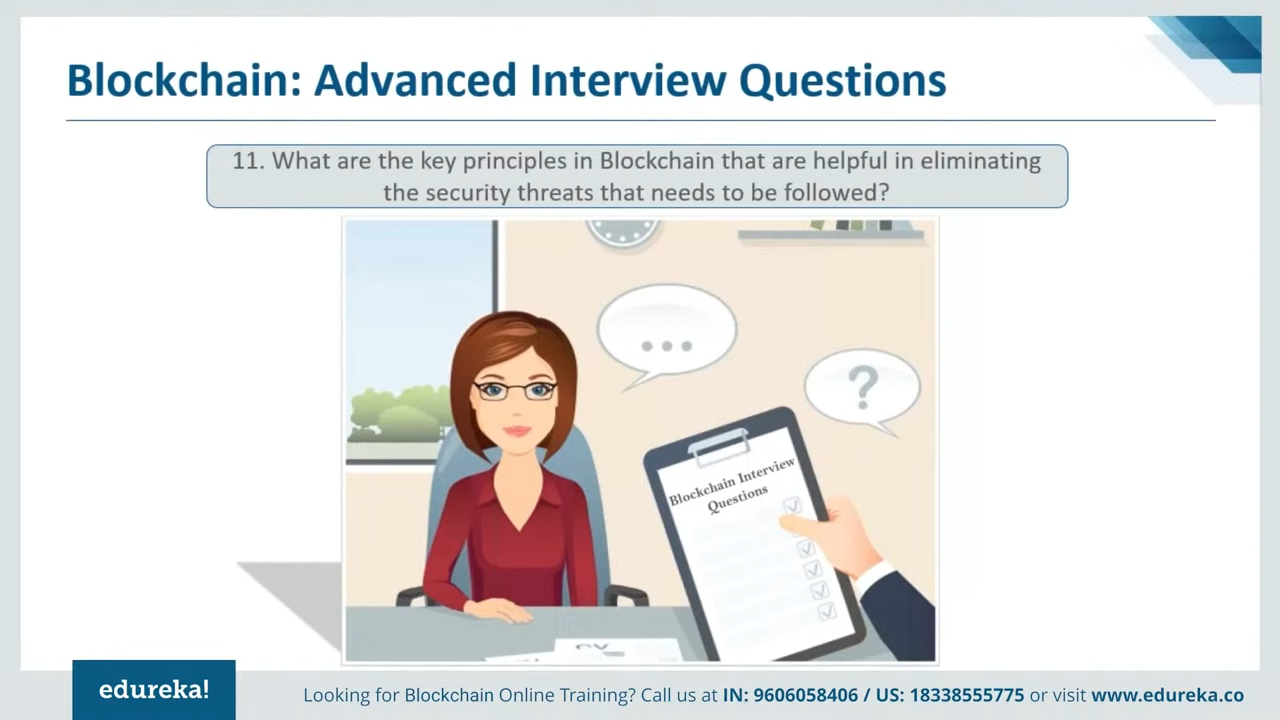 Blockchain: Advanced Interview Questions
11. What are the key principles in Blockchain that are helpful in eliminating
the security threats that needs to be followed?
?
Blockchain Interview
Questions
edureka!
Looking for Blockchain Online Training? Call us at IN: 9606058406 / US: 18338555775 or visit www.edureka.co